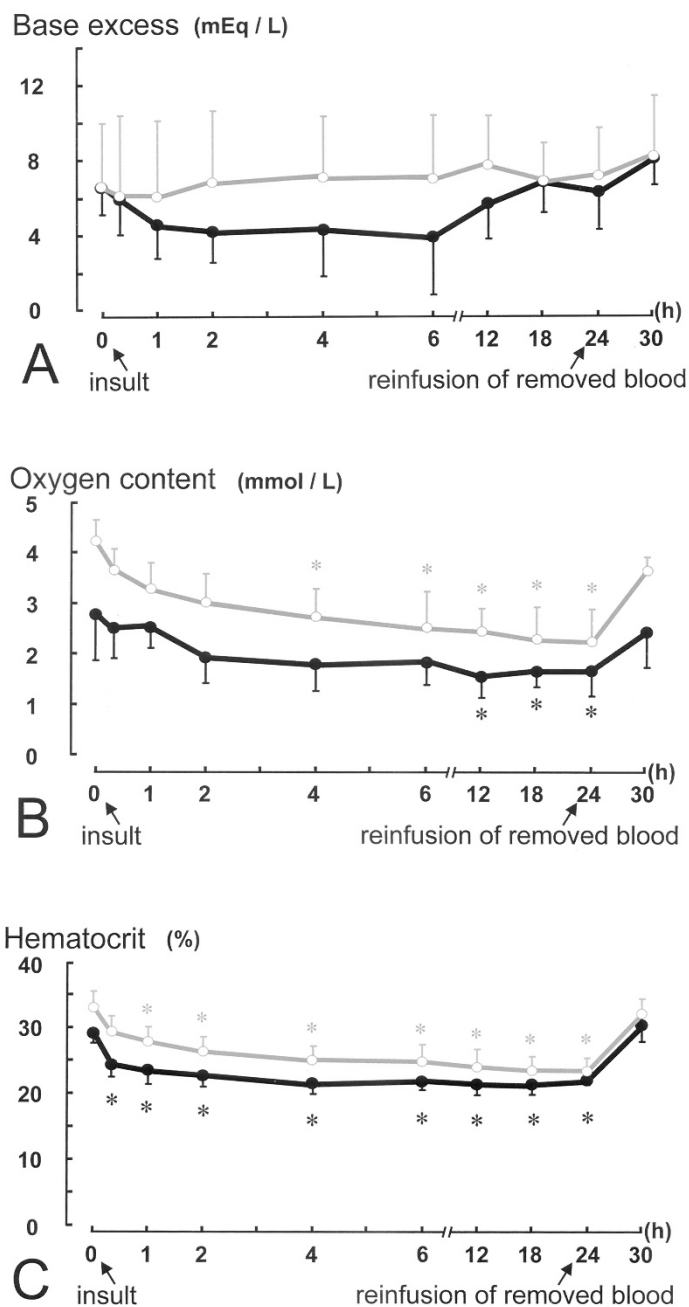 Base excess (mEq / L)
12
8
4
0
0 1 2 4 6 12 18 24 30 (h)
A insult reinfusion of removed blood
Oxygen content (mmol / L)
5
4 * * * * *
3
2
1 * * *
0
0 1 2 4 6 12 18 24 30 (h)
B insult reinfusion of removed blood
Hematocrit (%)
40
30 * * * * * * *
20 * * * * * * * *
10
0
0 1 2 4 6 12 18 24 30 (h)
C insult reinfusion of removed blood